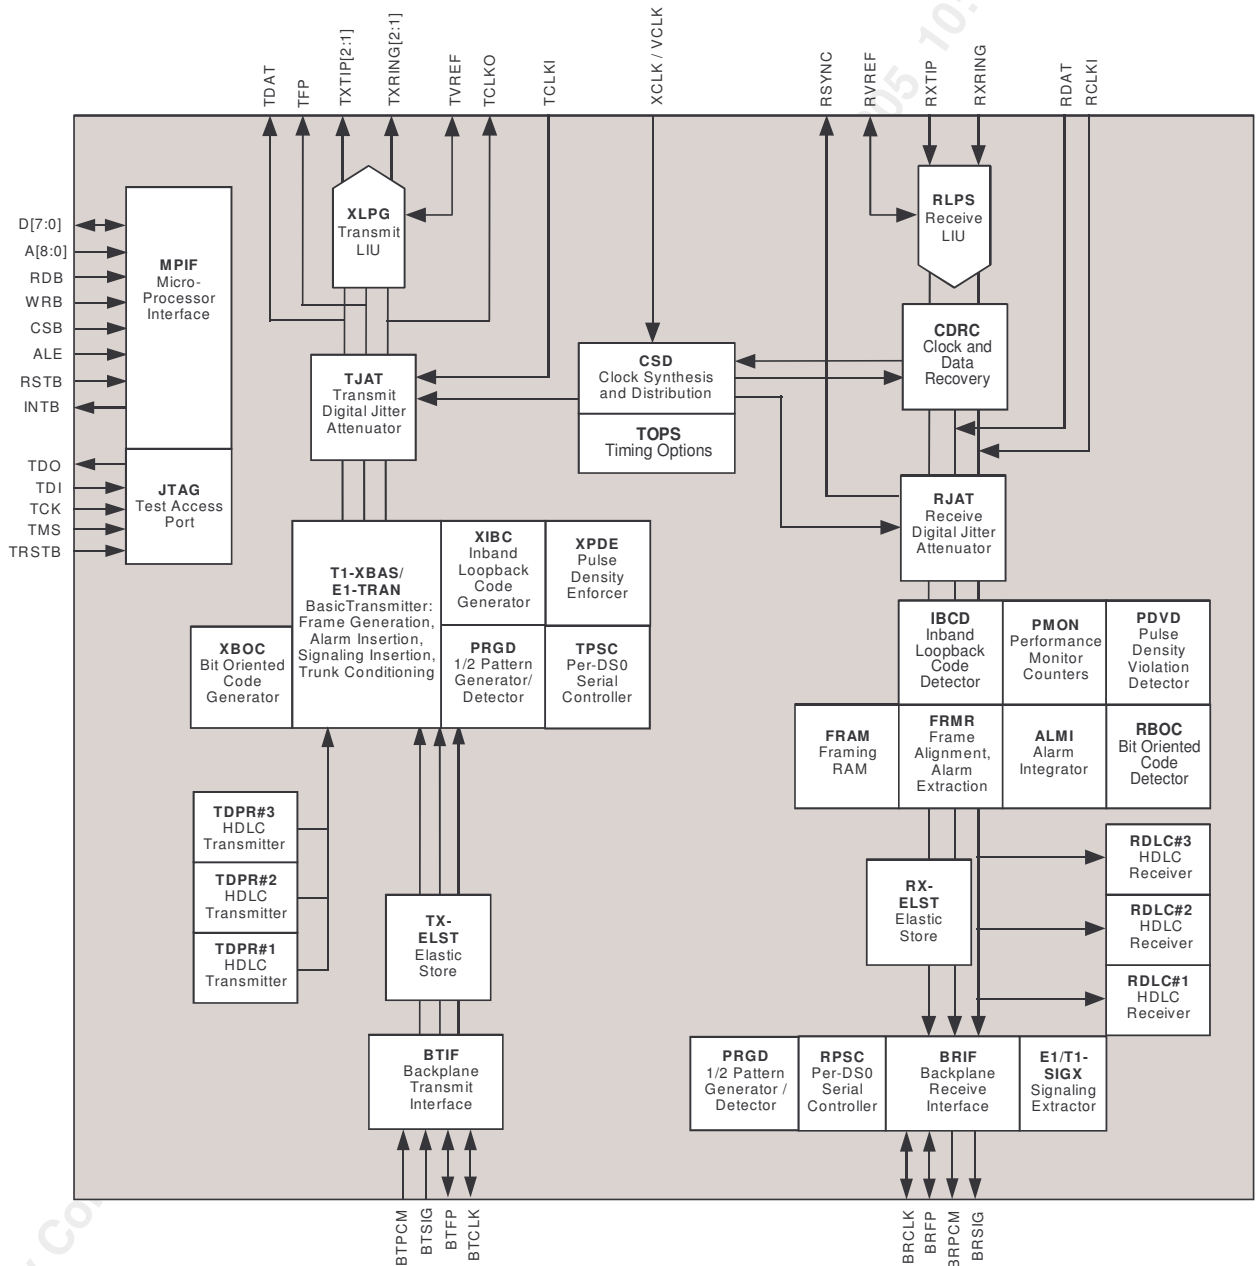 TDAT
TFP
TXTIP[2:1]
TXRING[2:1]
TVREF
TCLKO
TCLKI
XCLK / VCLK
RSYNC
RVREF
RXTIP
RXRING
RDAT
RCLKI
D[7:0]
A[8:0]
RDB
WRB
CSB
ALE
RSTB
INTB
TDO
TDI
TCK
TMS
TRSTB
MPIF
Micro-
Processor
Interface
JTAG
Test Access
Port
XLPG
Transmit
LIU
TJAT
Transmit
Digital Jitter
Attenuator
CSD
Clock Synthesis
and Distribution
TOPS
Timing Options
RLPS
Receive
LIU
CDRC
Clock and
Data
Recovery
RJAT
Receive
Digital Jitter
Attenuator
T1-XBAS/
E1-TRAN
BasicTransmitter:
Frame Generation,
Alarm Insertion,
Signaling Insertion,
Trunk Conditioning
XIBC
Inband
Loopback
Code
Generator
XPDE
Pulse
Density
Enforcer
XBOC
Bit Oriented
Code
Generator
PRGD
1/2 Pattern
Generator/
Detector
TPSC
Per-DS0
Serial
Controller
IBCD
Inband
Loopback
Code
Detector
PMON
Performance
Monitor
Counters
PDVD
Pulse
Density
Violation
Detector
FRAM
Framing
RAM
FRMR
Frame
Alignment,
Alarm
Extraction
ALMI
Alarm
Integrator
RBOC
Bit Oriented
Code
Detector
TDPR#3
HDLC
Transmitter
TDPR#2
HDLC
Transmitter
TDPR#1
HDLC
Transmitter
TX-
ELST
Elastic
Store
RX-
ELST
Elastic
Store
RDLC#3
HDLC
Receiver
RDLC#2
HDLC
Receiver
RDLC#1
HDLC
Receiver
BTIF
Backplane
Transmit
Interface
PRGD
1/2 Pattern
Generator /
Detector
RPSC
Per-DS0
Serial
Controller
BRIF
Backplane
Receive
Interface
E1/T1-
SIGX
Signaling
Extractor
BTPCM
BTSIG
BTFP
BTCLK
BRCLK
BRFP
BRPCM
BRSIG